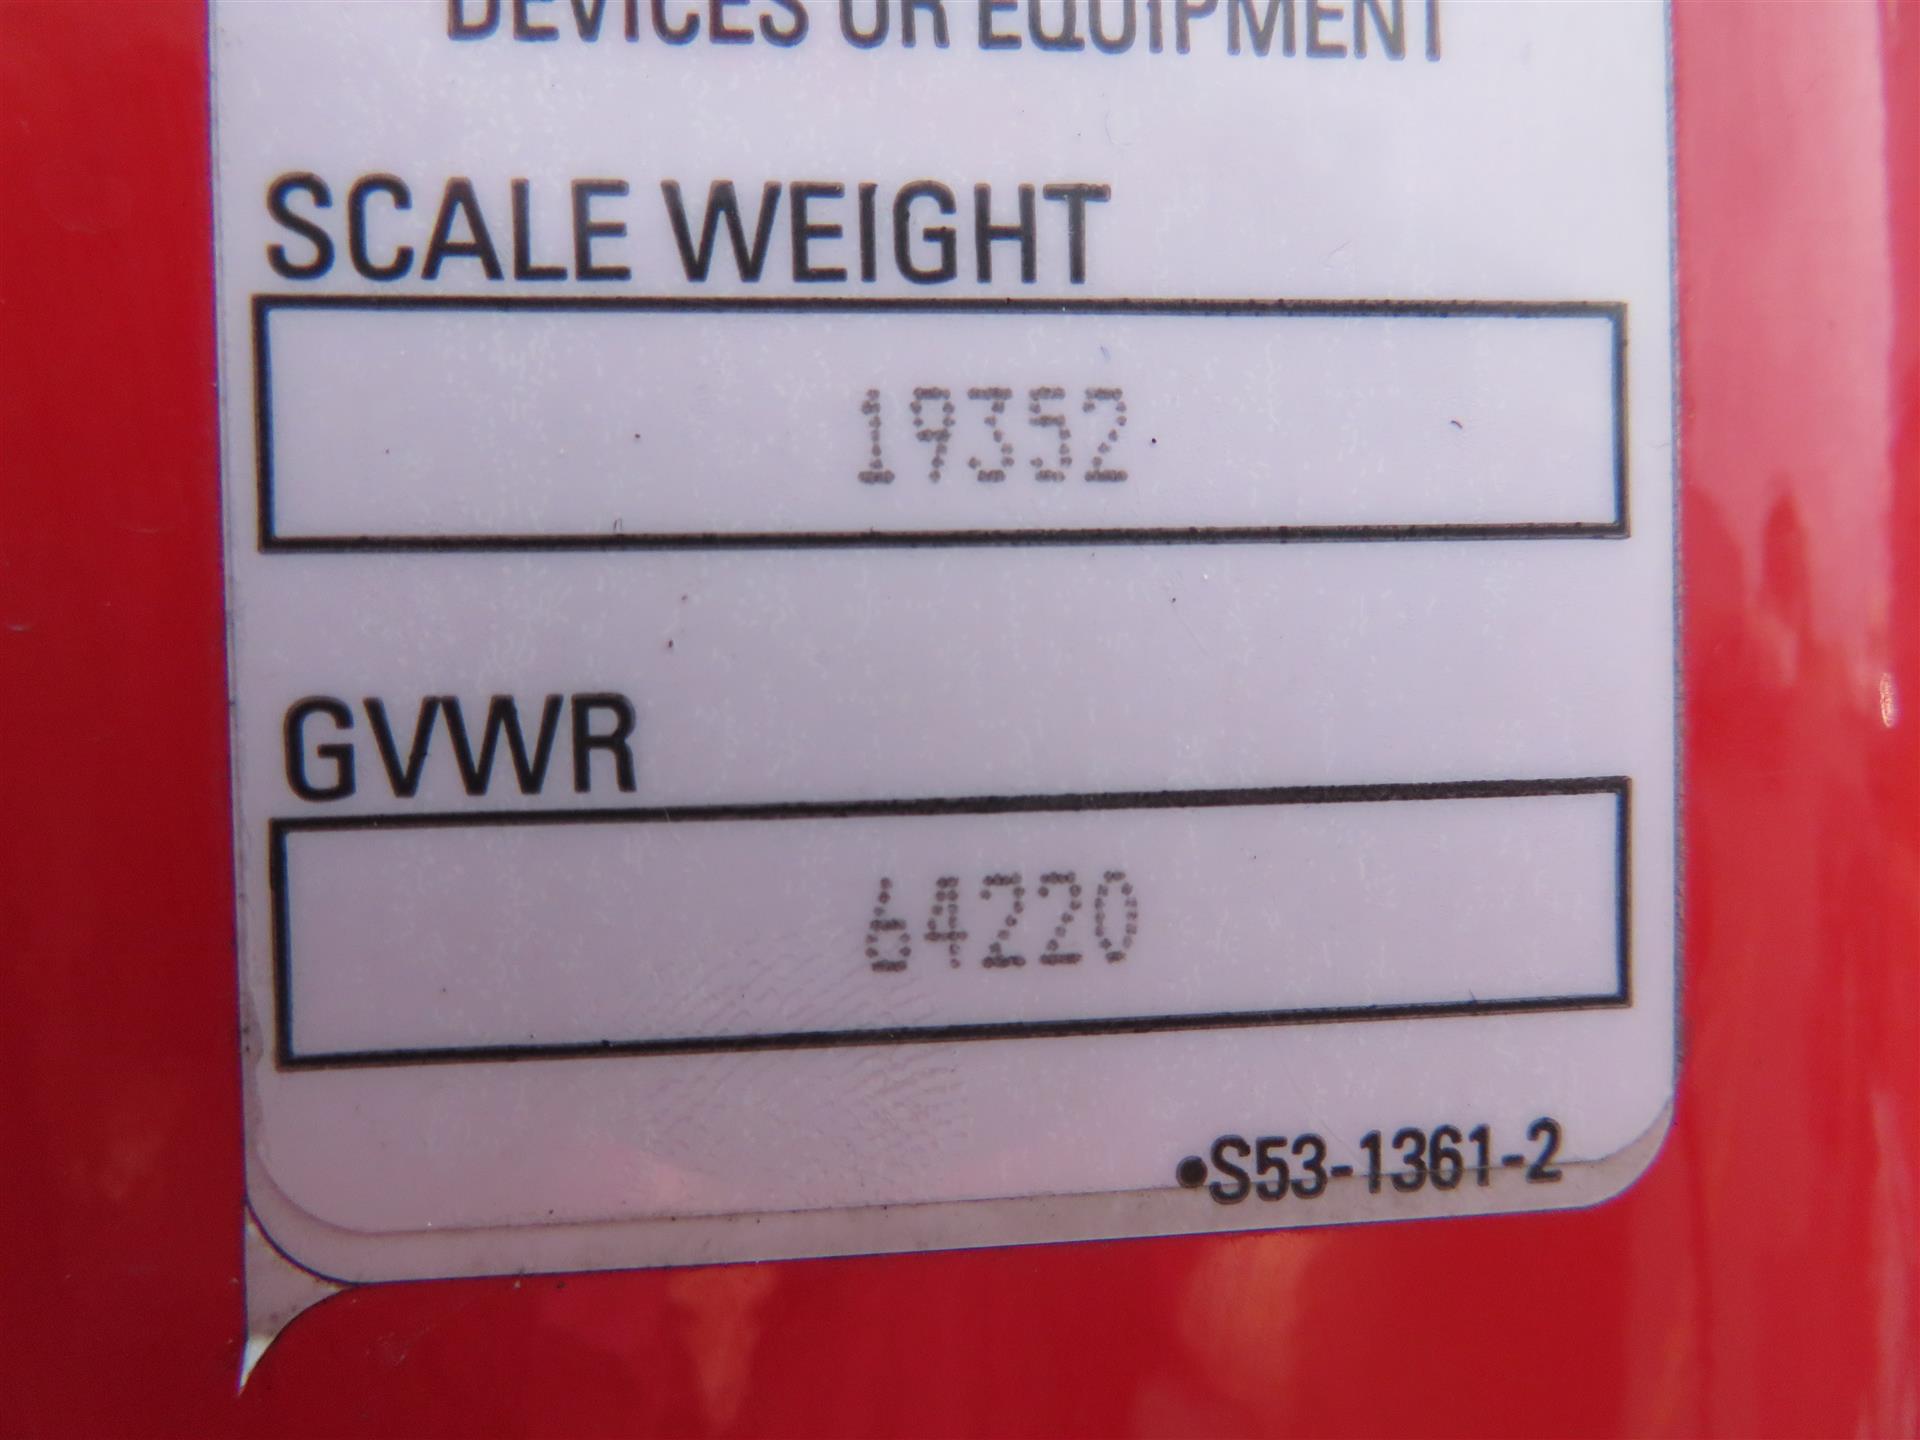 DEVICES OR EQUIPMENT
SCALE WEIGHT
19352
GVWR
64220
•S53-1361-2